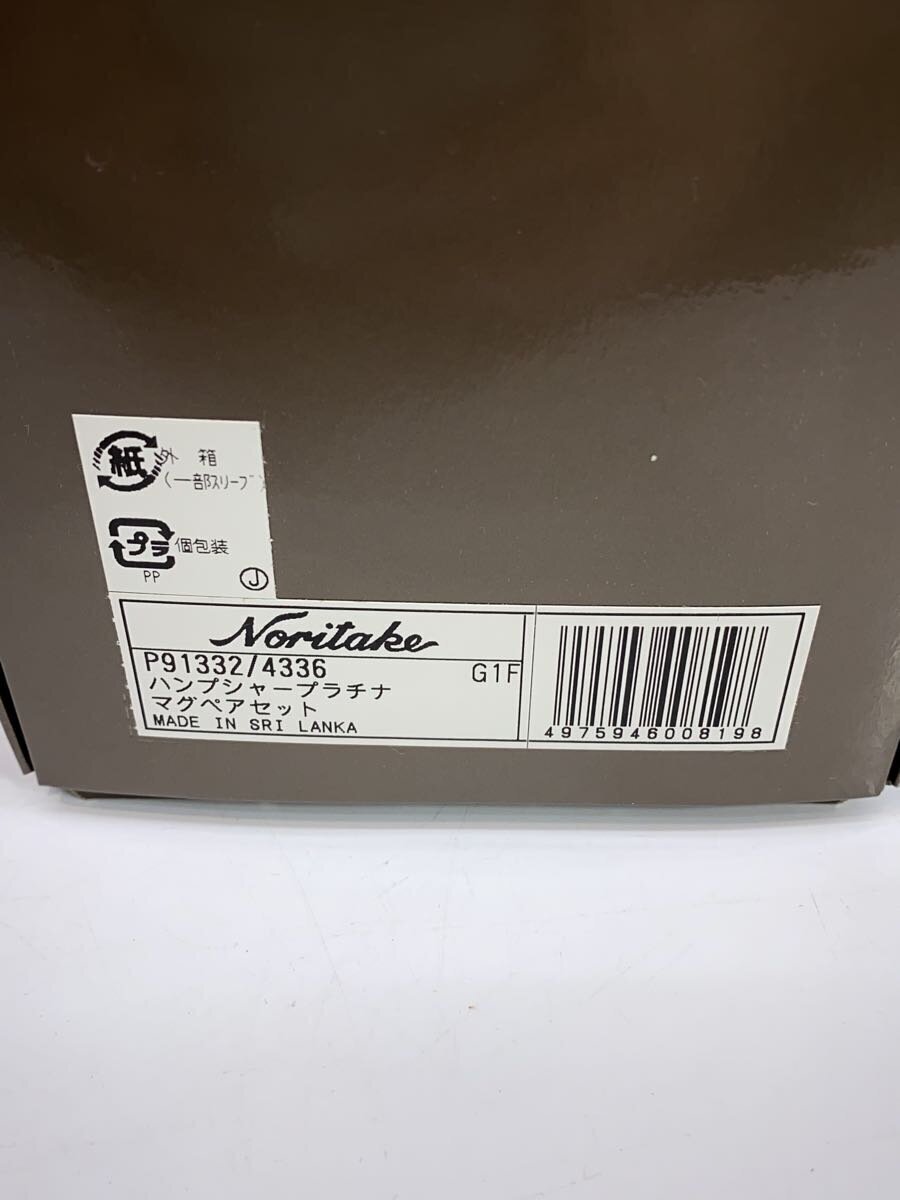 紙 外 箱
(一部スリーブ)
プラ 個包装
PP
J
Noritake
P91332/4336 G1F
ハンプシャープラチナ
マグペアセット
MADE IN SRI LANKA
4975946008198